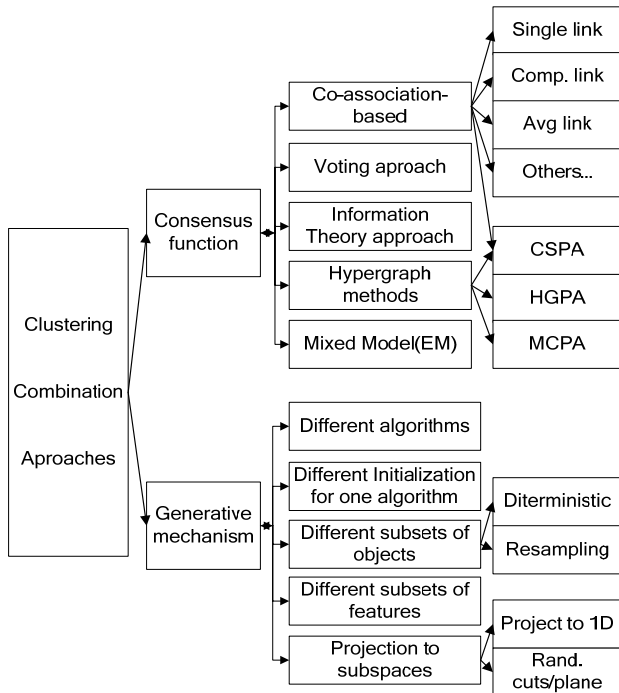 Clustering
Combination
Aproaches
Consensus
function
Generative
mechanism
Co-association-
based
Voting aproach
Information
Theory approach
Hypergraph
methods
Mixed Model(EM)
Different algorithms
Different Initialization
for one algorithm
Different subsets of
objects
Different subsets of
features
Projection to
subspaces
Single link
Comp. link
Avg link
Others...
CSPA
HGPA
MCPA
Diterministic
Resampling
Project to 1D
Rand.
cuts/plane